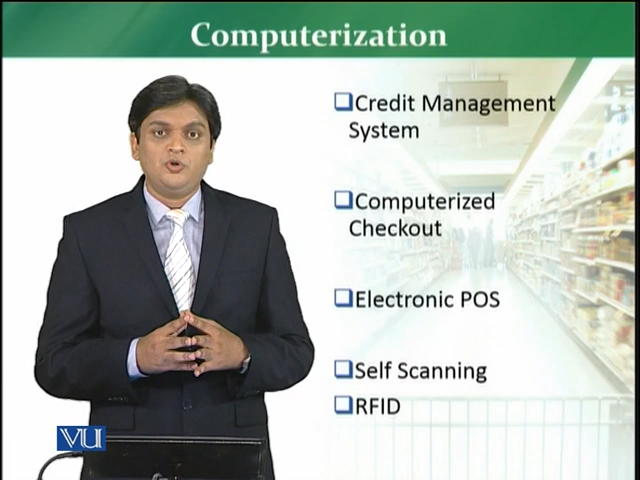 Computerization
Credit Management
System
Computerized
Checkout
Electronic POS
Self Scanning
RFID
VU